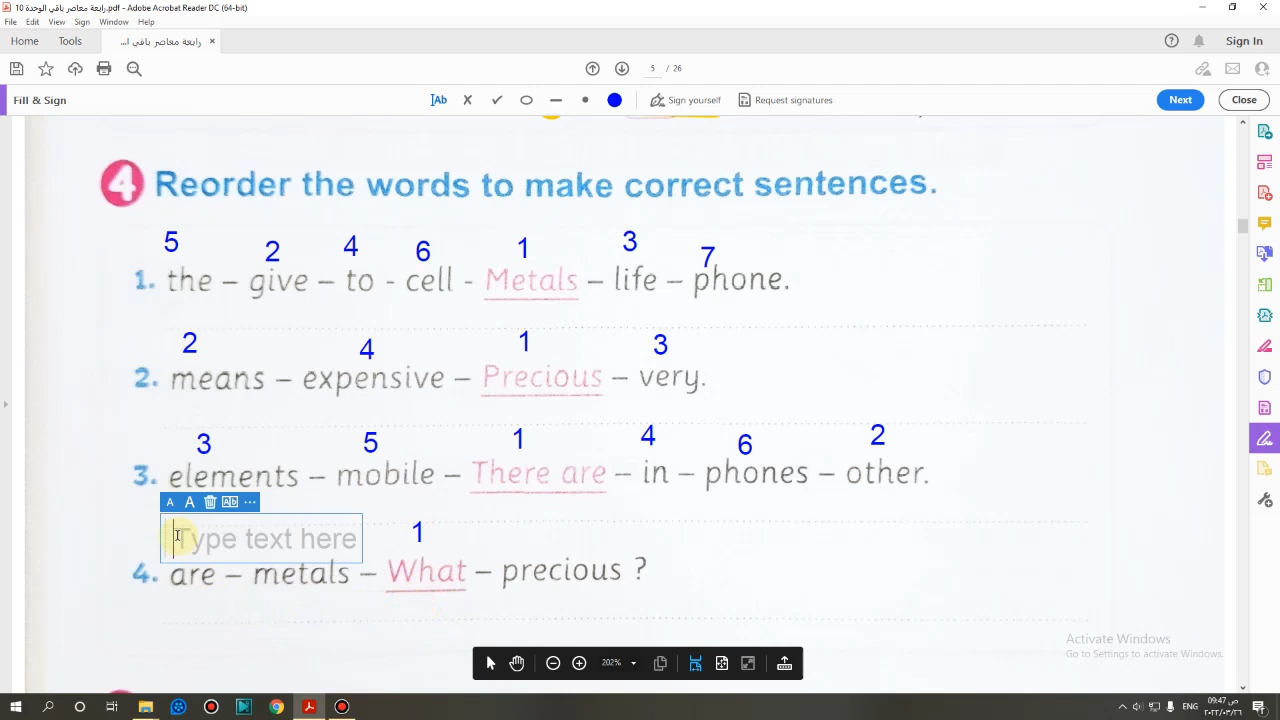 رابعة معاصر باقي الوحدة 10.pdf - Adobe Acrobat Reader DC (64-bit)
File Edit View Sign Window Help
Home Tools رابعة معاصر باقي ا... × Sign In
5 / 26
Fill & Sign Ab Sign yourself Request signatures Next Close
4 Reorder the words to make correct sentences.
5 2 4 6 1 3 7
1. the – give – to - cell - Metals – life – phone.
2 4 1 3
2. means – expensive – Precious – very.
3 5 1 4 6 2
3. elements – mobile – There are – in – phones – other.
A A Ab ...
Type text here 1
4. are – metals – What – precious ?
Activate Windows
Go to Settings to activate Windows.
202%
ENG 09:47 ص
٢٠٢٢/٠٣/٢٦